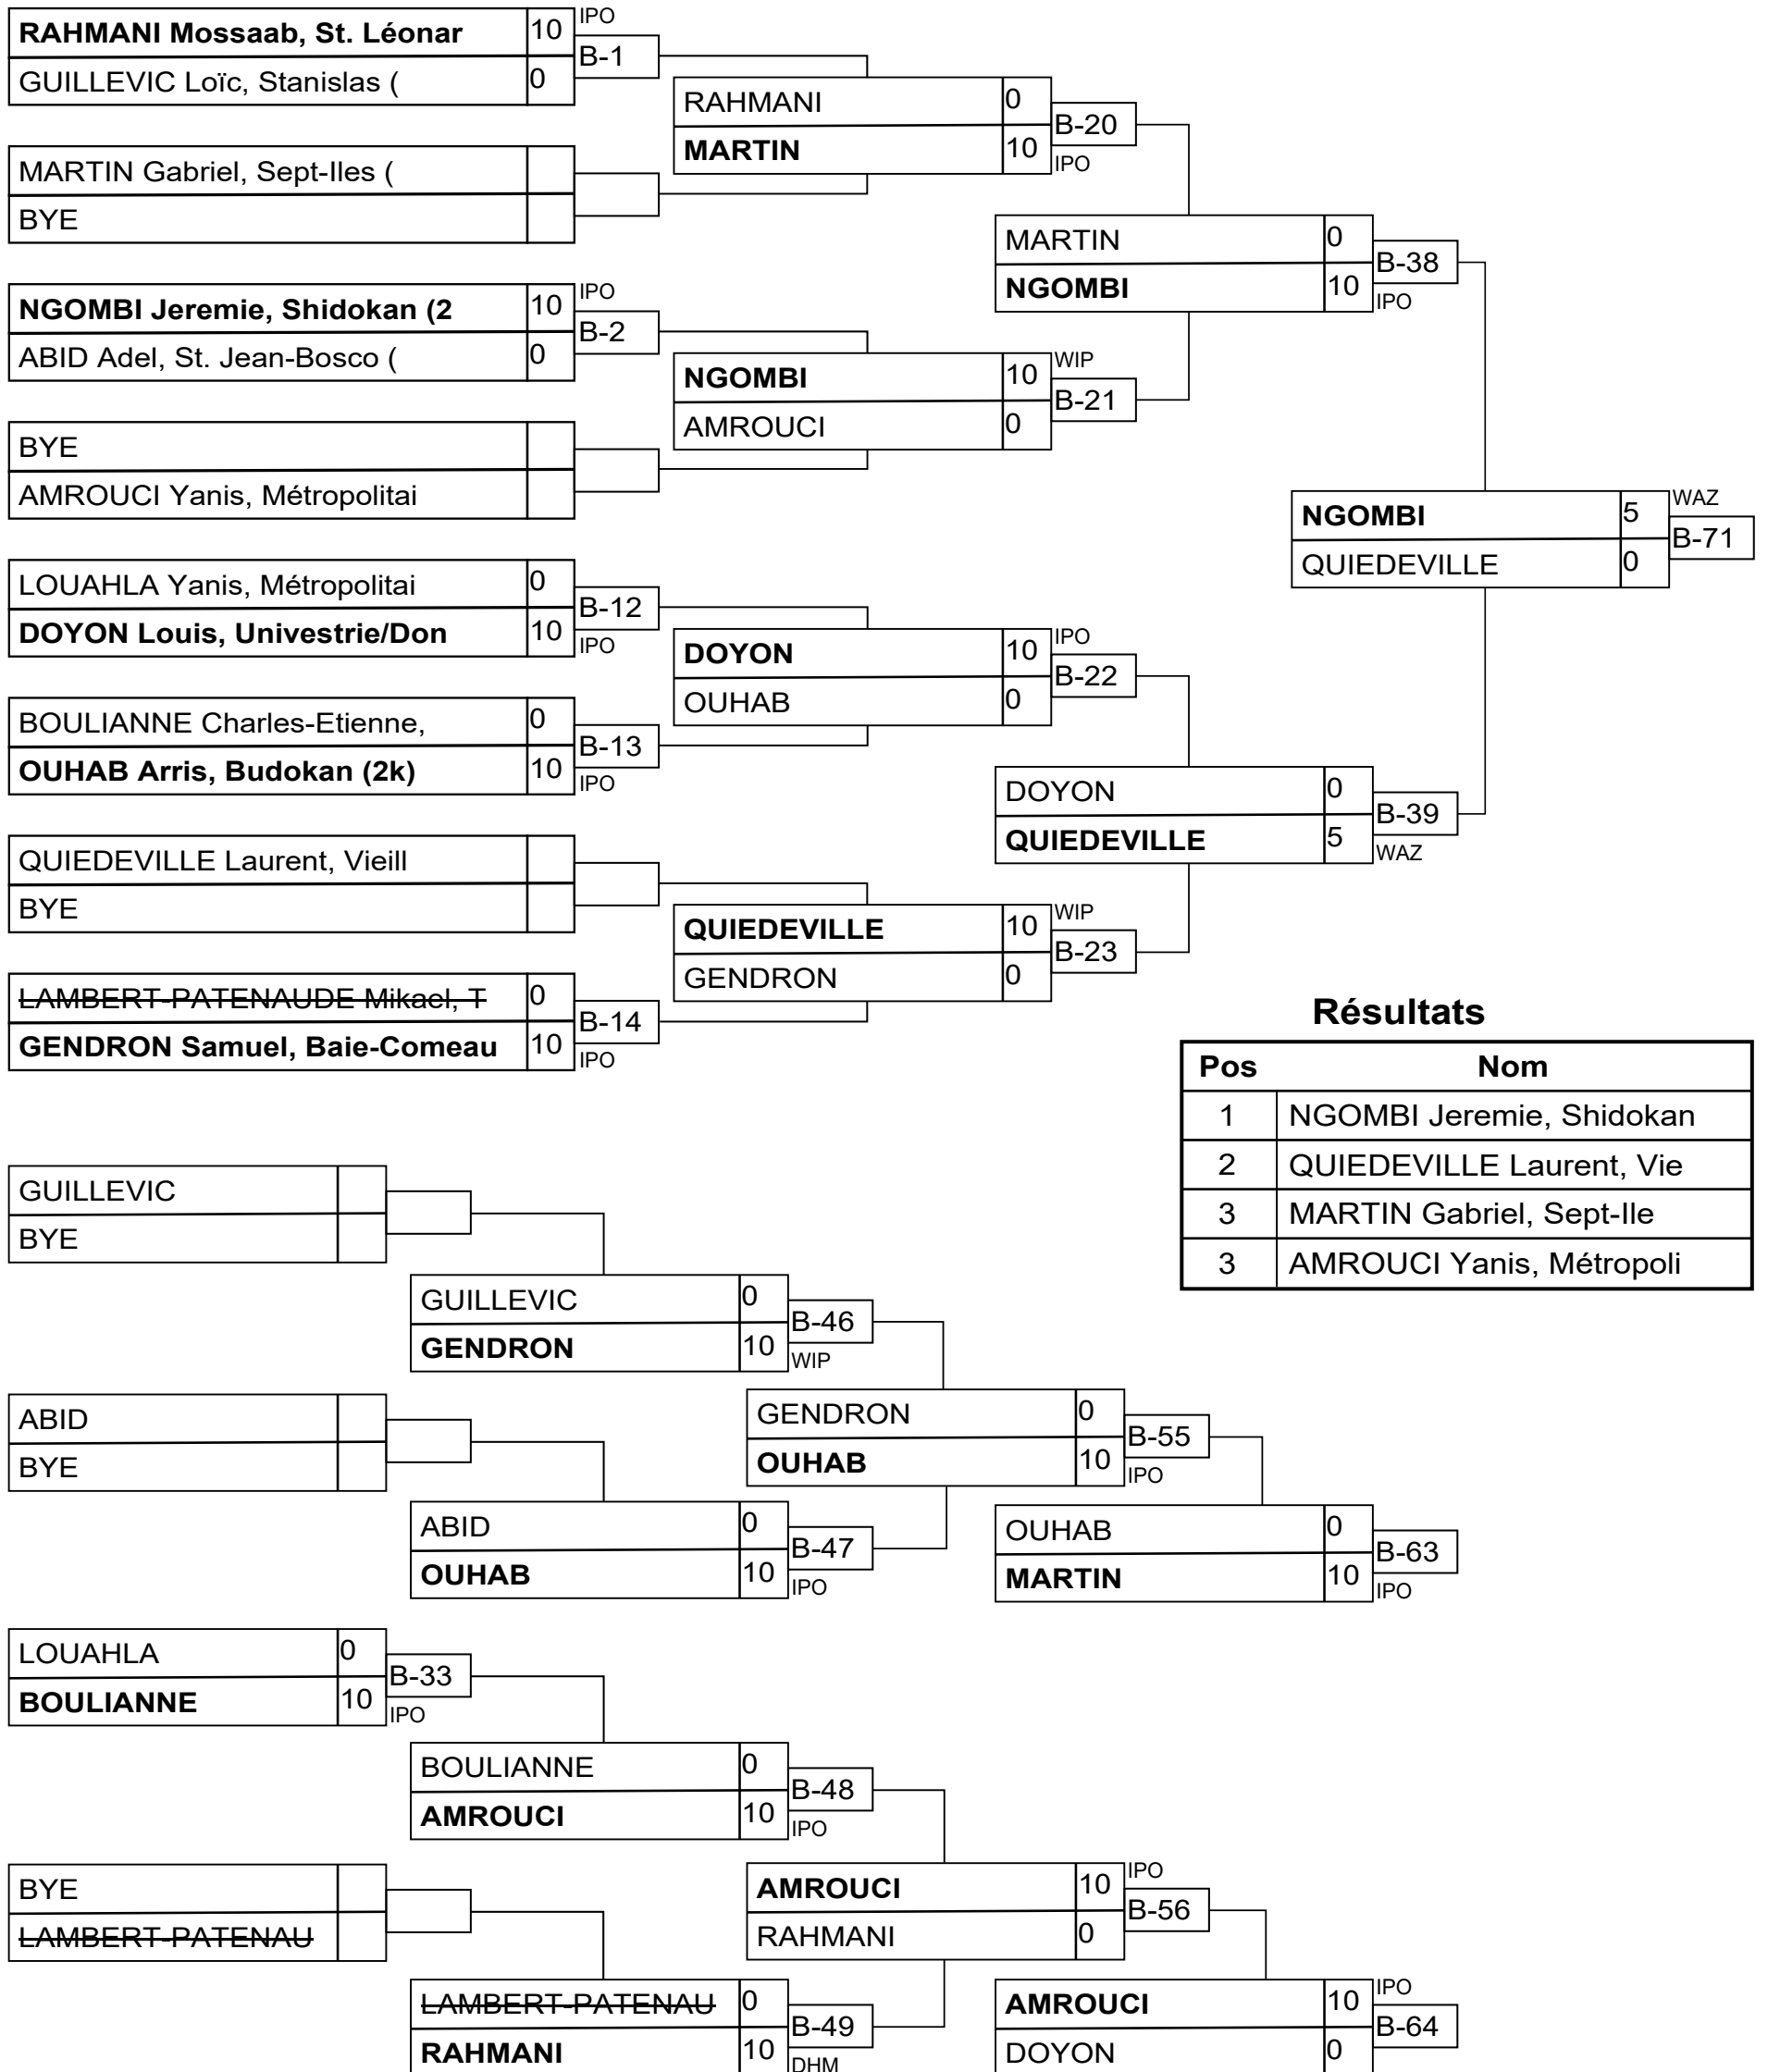 RAHMANI Mossaab, St. Léonar 10 IPO
B-1
GUILLEVIC Loïc, Stanislas ( 0
RAHMANI 0
B-20
MARTIN 10 IPO
MARTIN Gabriel, Sept-Iles (
BYE
MARTIN 0
B-38
NGOMBI 10 IPO
NGOMBI Jeremie, Shidokan (2 10 IPO
B-2
ABID Adel, St. Jean-Bosco ( 0
NGOMBI 10 WIP
B-21
AMROUCI 0
BYE
AMROUCI Yanis, Métropolitai
NGOMBI 5 WAZ
B-71
QUIEDEVILLE 0
LOUAHLA Yanis, Métropolitai 0
B-12
DOYON Louis, Univestrie/Don 10 IPO
DOYON 10 IPO
B-22
OUHAB 0
BOULIANNE Charles-Etienne, 0
B-13
OUHAB Arris, Budokan (2k) 10 IPO
DOYON 0
B-39
QUIEDEVILLE 5 WAZ
QUIEDEVILLE Laurent, Vieill
BYE
QUIEDEVILLE 10 WIP
B-23
GENDRON 0
LAMBERT-PATENAUDE Mikael, T 0
B-14
GENDRON Samuel, Baie-Comeau 10 IPO
Résultats
Pos Nom
1 NGOMBI Jeremie, Shidokan
2 QUIEDEVILLE Laurent, Vie
3 MARTIN Gabriel, Sept-Ile
3 AMROUCI Yanis, Métropoli
GUILLEVIC
BYE
GUILLEVIC 0
B-46
GENDRON 10 WIP
ABID
BYE
GENDRON 0
B-55
OUHAB 10 IPO
ABID 0
B-47
OUHAB 10 IPO
OUHAB 0
B-63
MARTIN 10 IPO
LOUAHLA 0
B-33
BOULIANNE 10 IPO
BOULIANNE 0
B-48
AMROUCI 10 IPO
BYE
LAMBERT-PATENAU
AMROUCI 10 IPO
B-56
RAHMANI 0
LAMBERT-PATENAU 0
B-49
RAHMANI 10 DHM
AMROUCI 10 IPO
B-64
DOYON 0